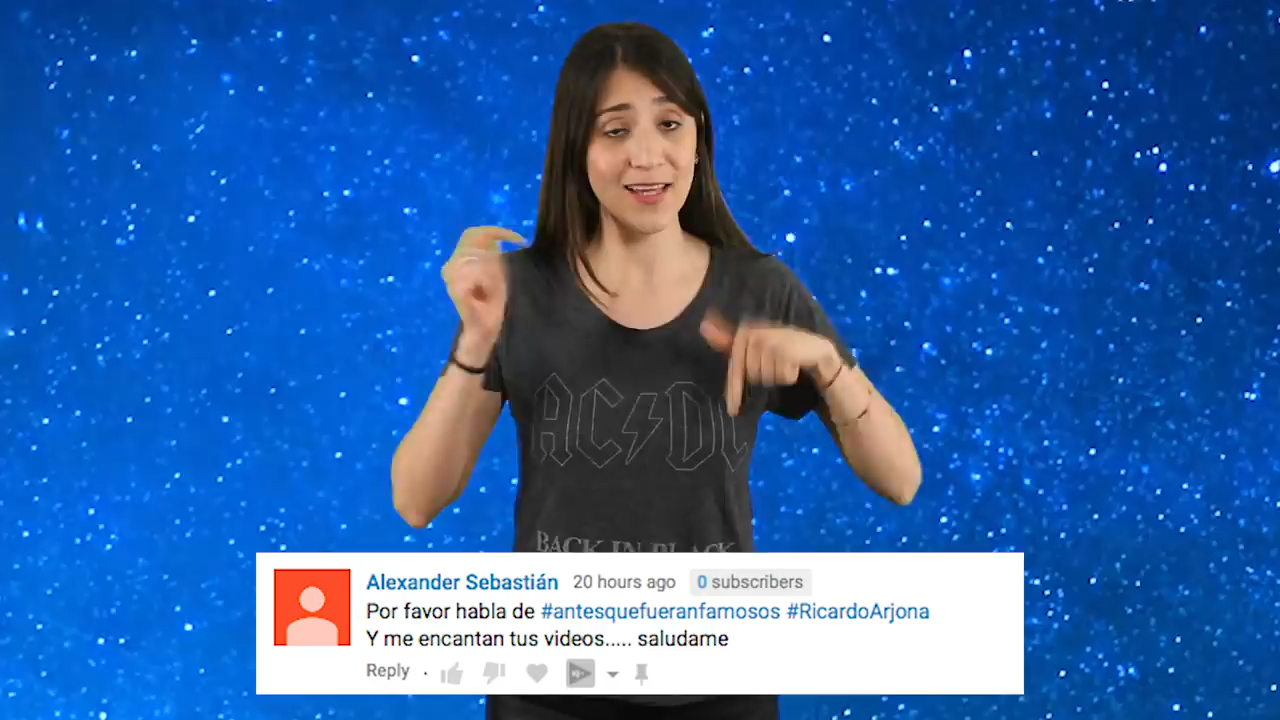 AC⚡DC
BACK IN BLACK
Alexander Sebastián 20 hours ago 0 subscribers
Por favor habla de #antesquefueranfamosos #RicardoArjona
Y me encantan tus videos..... saludame
Reply